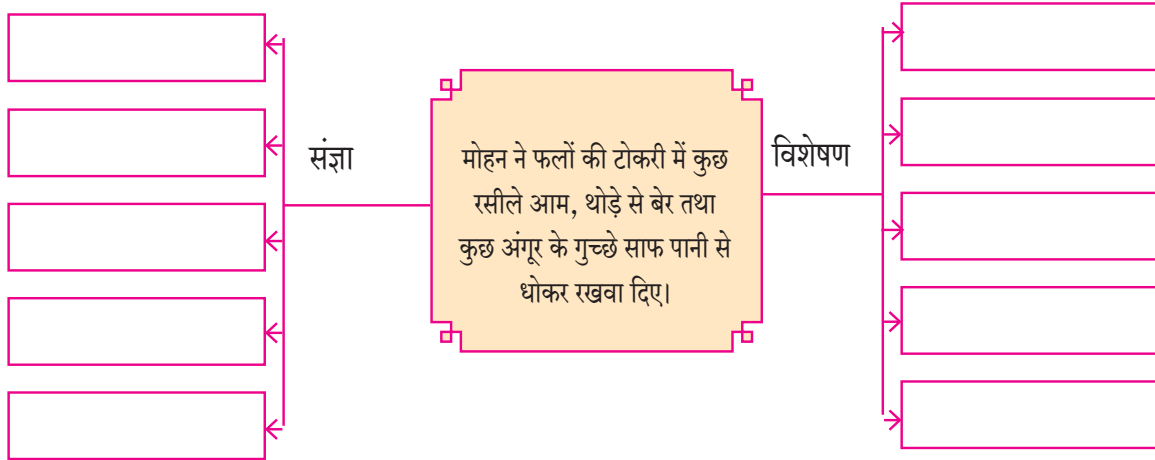 संज्ञा
मोहन ने फलों की टोकरी में कुछ
रसीले आम, थोड़े से बेर तथा
कुछ अंगूर के गुच्छे साफ पानी से
धोकर रखवा दिए।
विशेषण